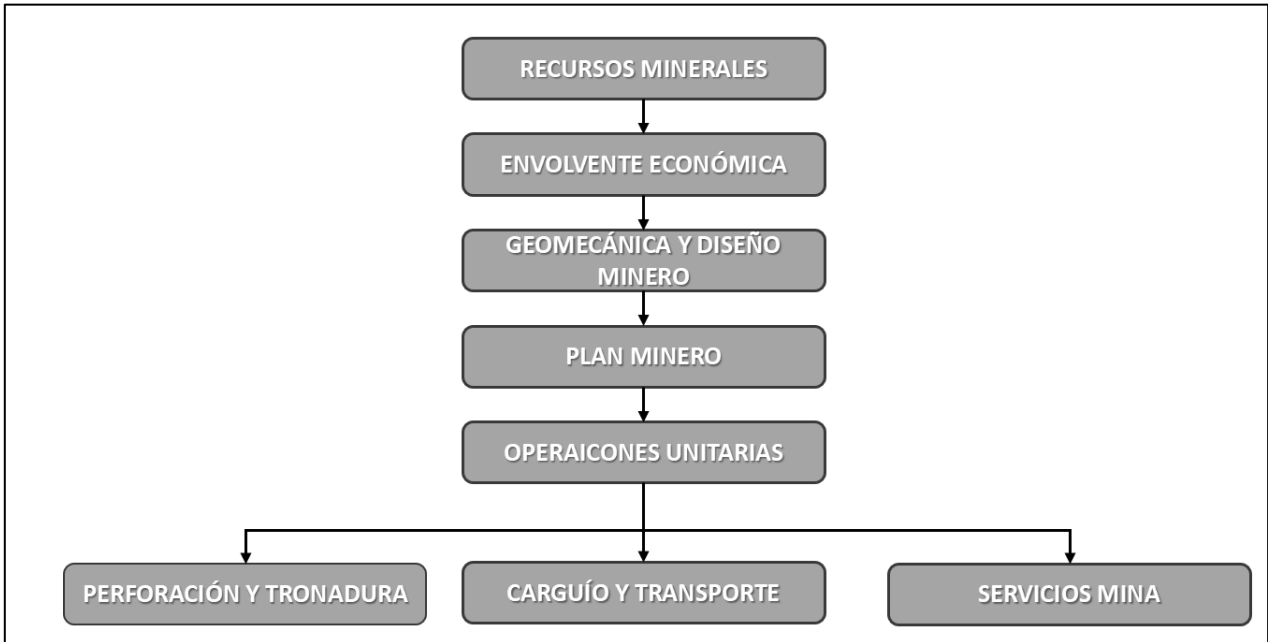 RECURSOS MINERALES
ENVOLVENTE ECONÓMICA
GEOMECÁNICA Y DISEÑO
MINERO
PLAN MINERO
OPERAICONES UNITARIAS
PERFORACIÓN Y TRONADURA
CARGUÍO Y TRANSPORTE
SERVICIOS MINA